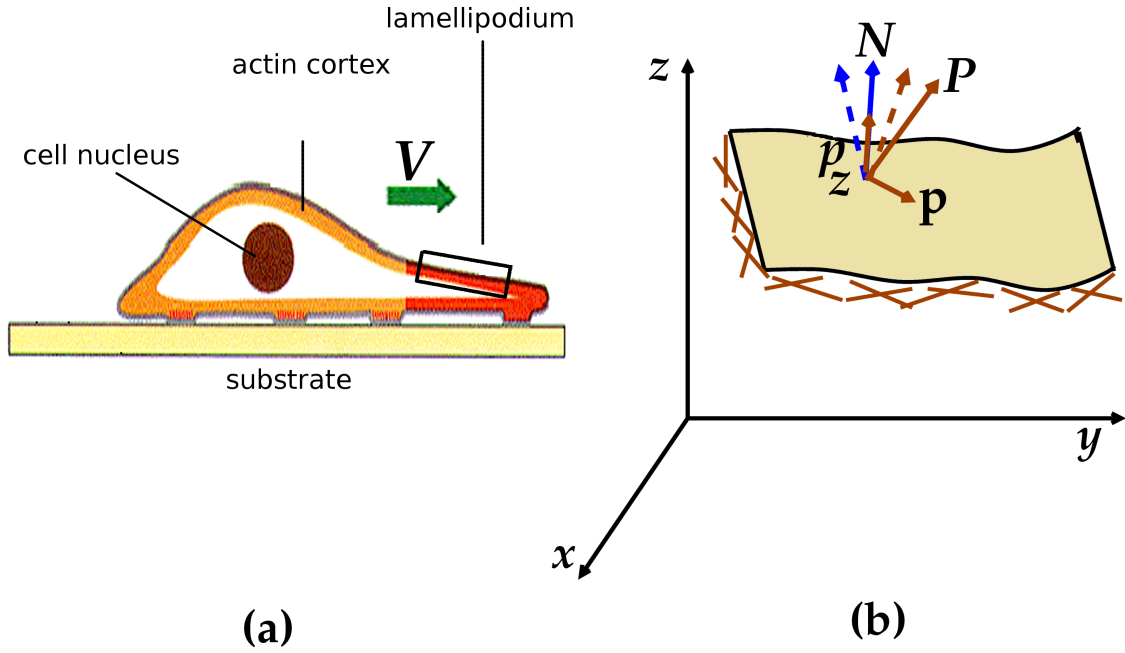 lamellipodium
actin cortex
cell nucleus
V
substrate
(a)
z
N
P
p
z
p
y
x
(b)